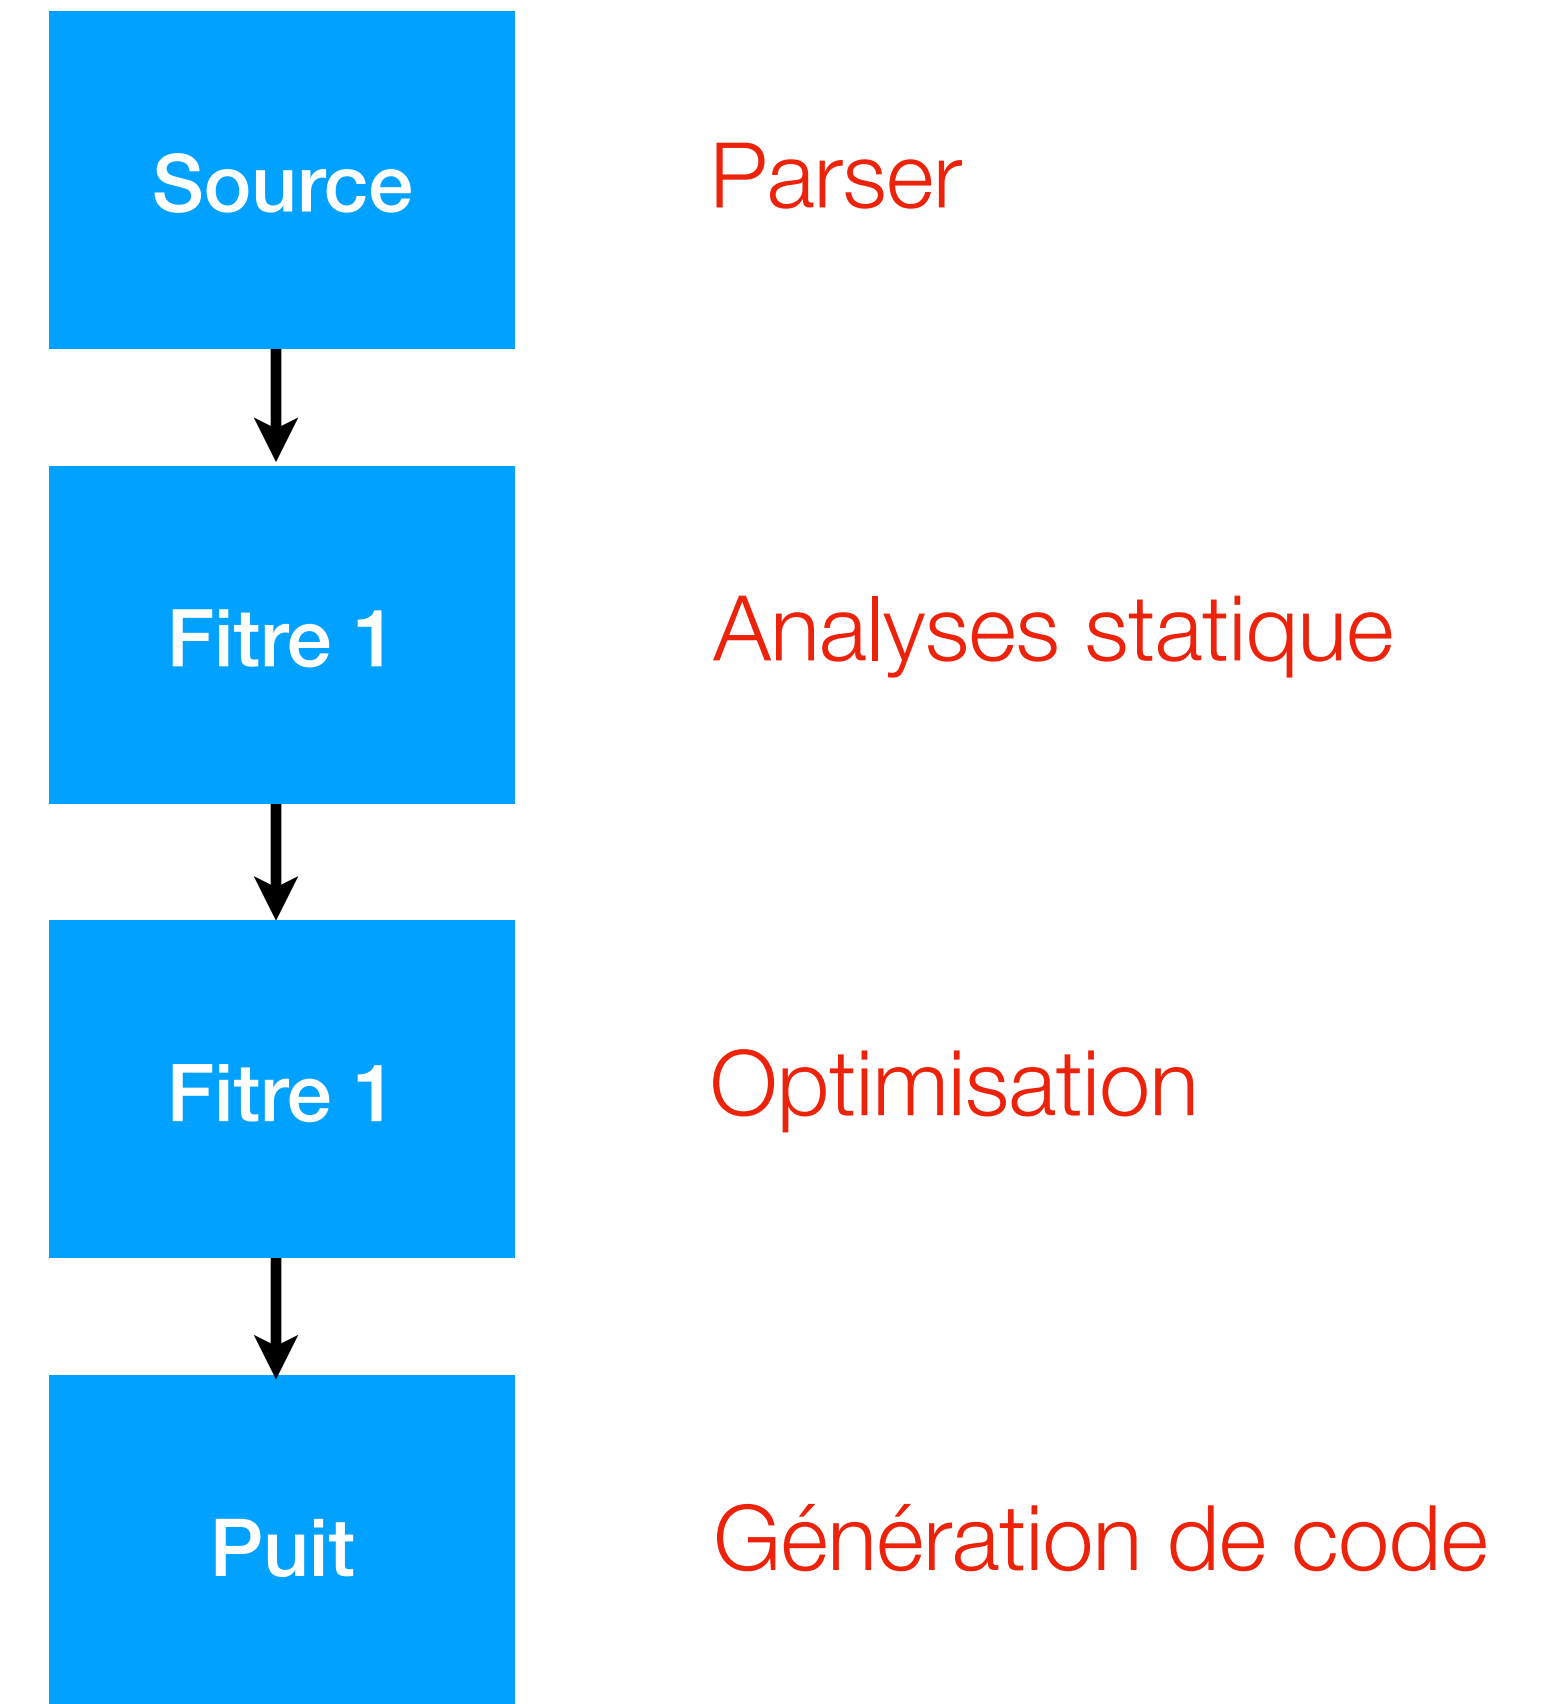 Source
Parser
Fitre 1
Analyses statique
Fitre 1
Optimisation
Puit
Génération de code